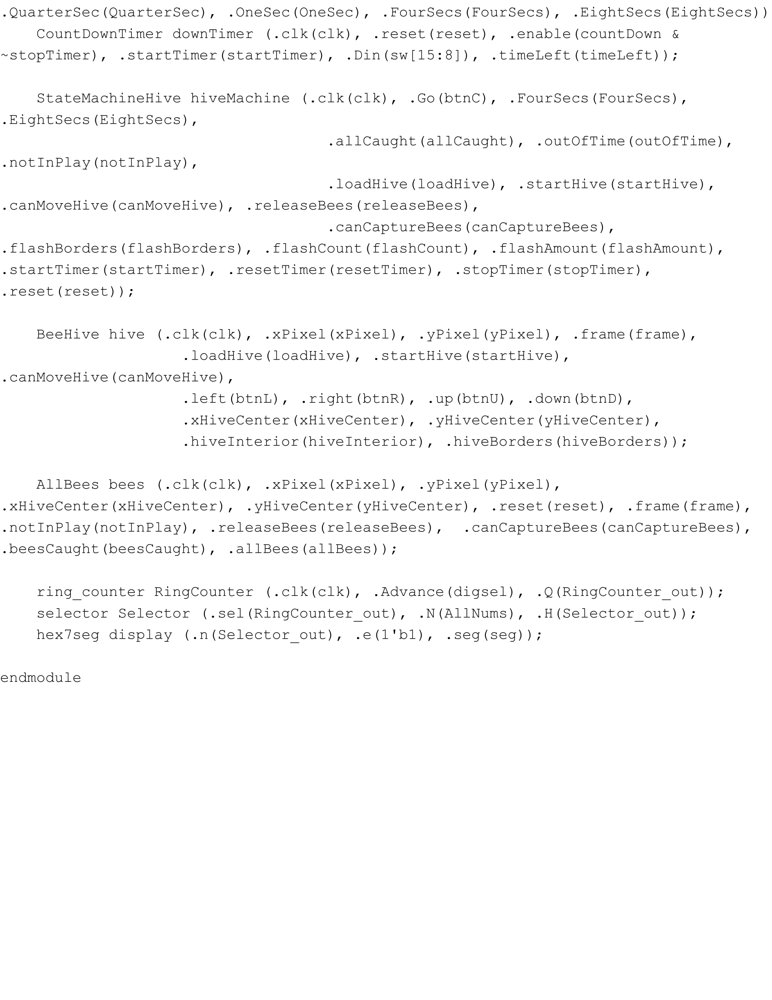 .QuarterSec(QuarterSec), .OneSec(OneSec), .FourSecs(FourSecs), .EightSecs(EightSecs))
    CountDownTimer downTimer (.clk(clk), .reset(reset), .enable(countDown &
~stopTimer), .startTimer(startTimer), .Din(sw[15:8]), .timeLeft(timeLeft));

    StateMachineHive hiveMachine (.clk(clk), .Go(btnC), .FourSecs(FourSecs),
.EightSecs(EightSecs),
                                    .allCaught(allCaught), .outOfTime(outOfTime),
.notInPlay(notInPlay),
                                    .loadHive(loadHive), .startHive(startHive),
.canMoveHive(canMoveHive), .releaseBees(releaseBees),
                                    .canCaptureBees(canCaptureBees),
.flashBorders(flashBorders), .flashCount(flashCount), .flashAmount(flashAmount),
.startTimer(startTimer), .resetTimer(resetTimer), .stopTimer(stopTimer),
.reset(reset));

    BeeHive hive (.clk(clk), .xPixel(xPixel), .yPixel(yPixel), .frame(frame),
                    .loadHive(loadHive), .startHive(startHive),
.canMoveHive(canMoveHive),
                    .left(btnL), .right(btnR), .up(btnU), .down(btnD),
                    .xHiveCenter(xHiveCenter), .yHiveCenter(yHiveCenter),
                    .hiveInterior(hiveInterior), .hiveBorders(hiveBorders));

    AllBees bees (.clk(clk), .xPixel(xPixel), .yPixel(yPixel),
.xHiveCenter(xHiveCenter), .yHiveCenter(yHiveCenter), .reset(reset), .frame(frame),
.notInPlay(notInPlay), .releaseBees(releaseBees),  .canCaptureBees(canCaptureBees),
.beesCaught(beesCaught), .allBees(allBees));

    ring_counter RingCounter (.clk(clk), .Advance(digsel), .Q(RingCounter_out));
    selector Selector (.sel(RingCounter_out), .N(AllNums), .H(Selector_out));
    hex7seg display (.n(Selector_out), .e(1'b1), .seg(seg));

endmodule